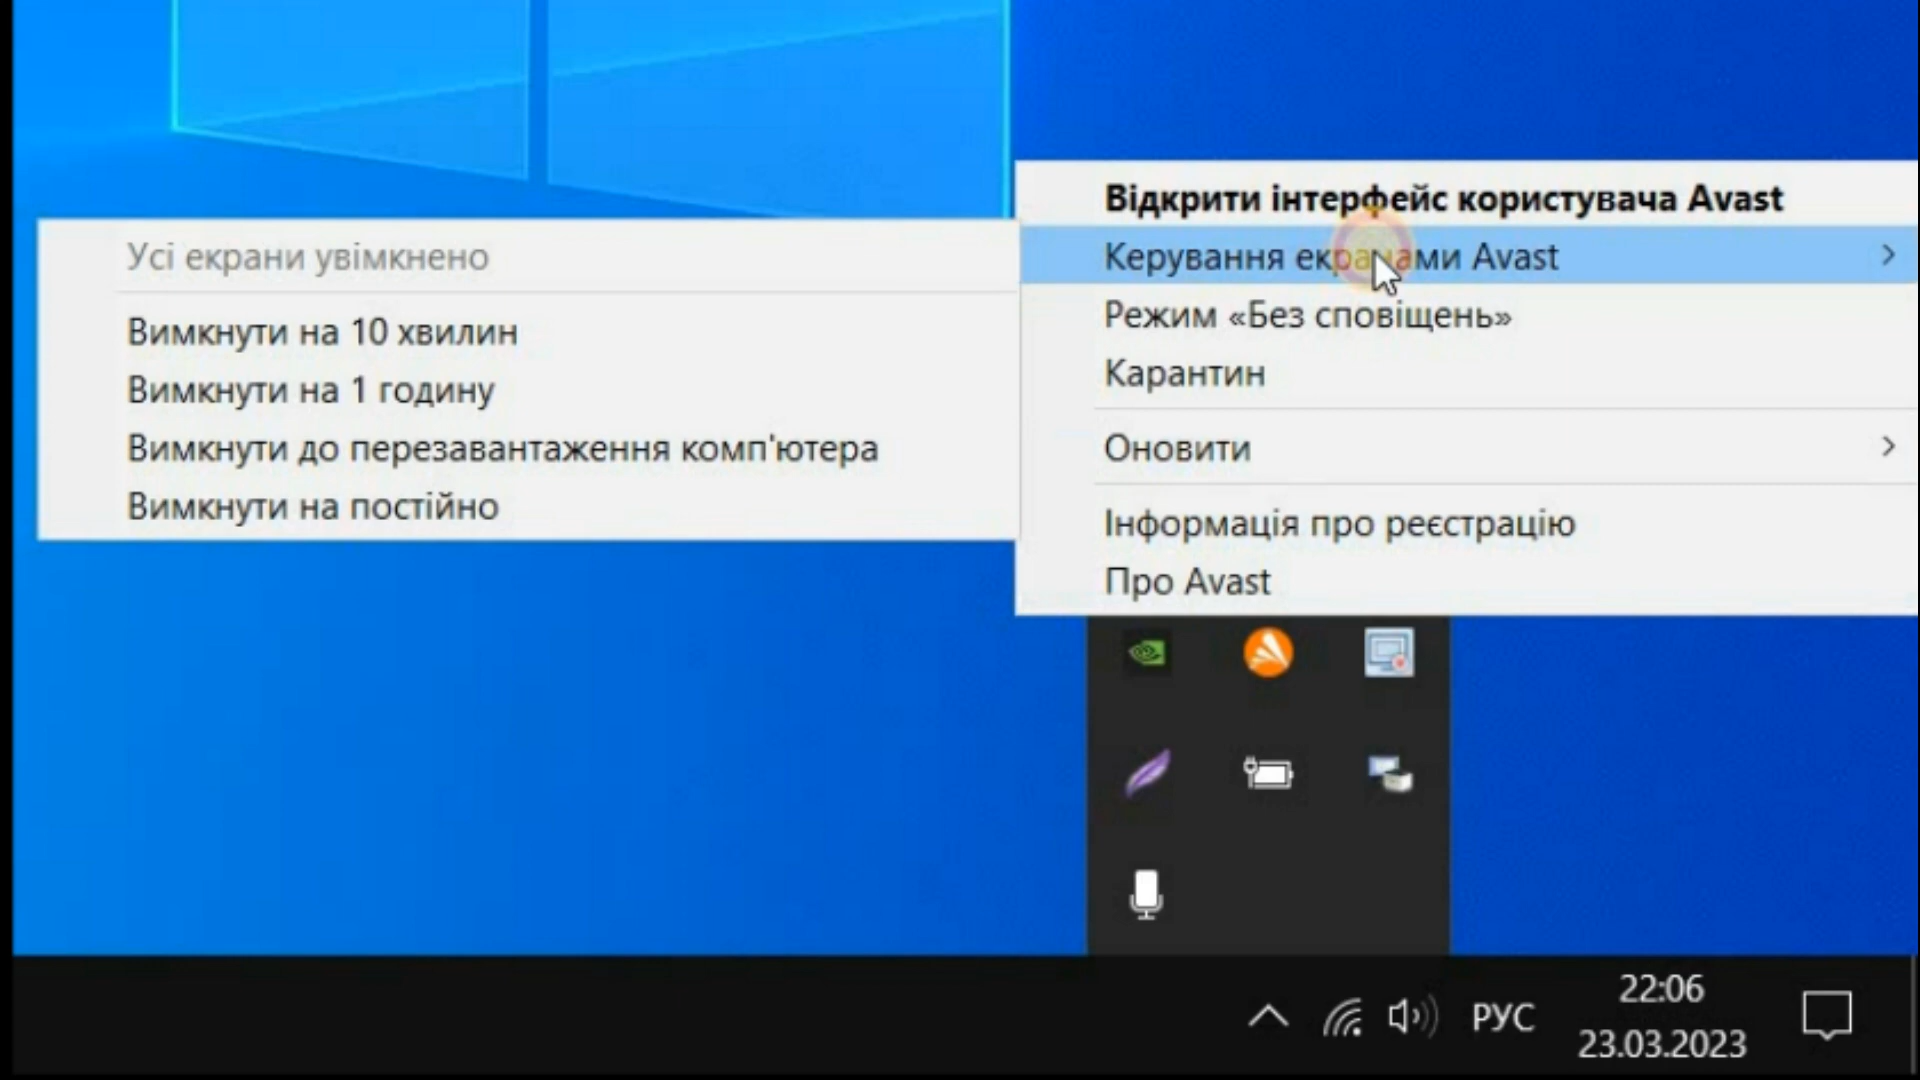 Відкрити інтерфейс користувача Avast
Керування екранами Avast
Режим «Без сповіщень»
Карантин
Оновити
Інформація про реєстрацію
Про Avast
Усі екрани увімкнено
Вимкнути на 10 хвилин
Вимкнути на 1 годину
Вимкнути до перезавантаження комп'ютера
Вимкнути на постійно
РУС
22:06
23.03.2023